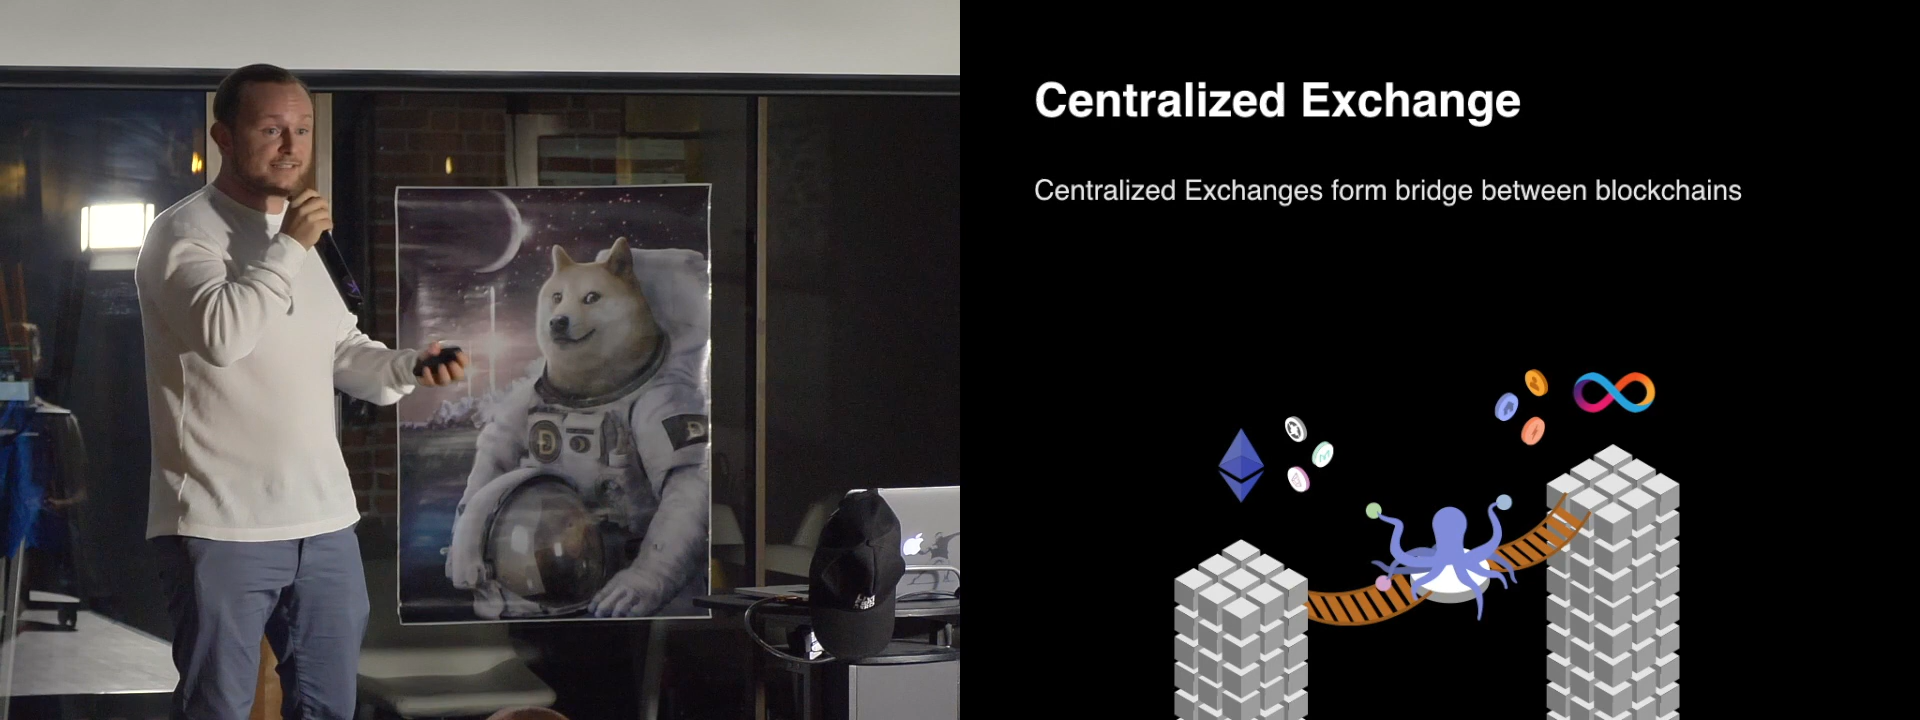 Centralized Exchange
Centralized Exchanges form bridge between blockchains